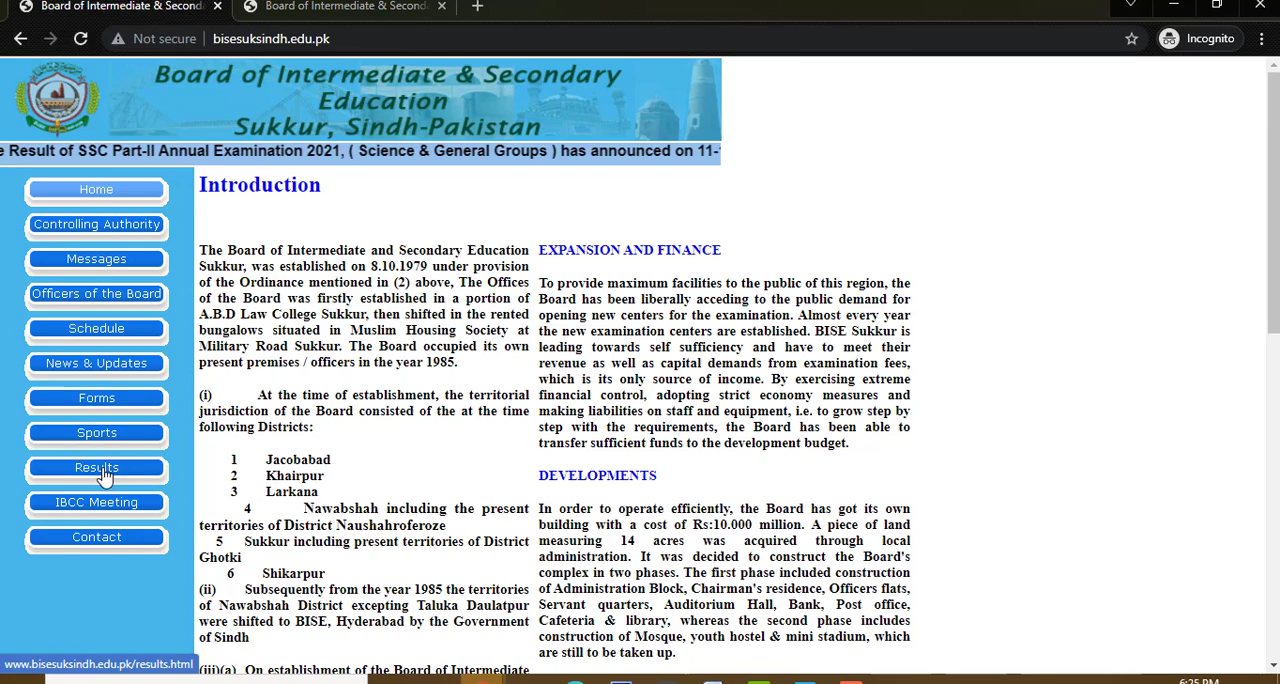 Board of Intermediate & Second
Board of Intermediate & Second
Not secure
bisesuksindh.edu.pk
Incognito
Board of Intermediate & Secondary
Education
Sukkur, Sindh-Pakistan
e Result of SSC Part-II Annual Examination 2021, ( Science & General Groups ) has announced on 11-
Home
Controlling Authority
Messages
Officers of the Board
Schedule
News & Updates
Forms
Sports
Results
IBCC Meeting
Contact
Introduction
The Board of Intermediate and Secondary Education
Sukkur, was established on 8.10.1979 under provision
of the Ordinance mentioned in (2) above, The Offices
of the Board was firstly established in a portion of
A.B.D Law College Sukkur, then shifted in the rented
bungalows situated in Muslim Housing Society at
Military Road Sukkur. The Board occupied its own
present premises / officers in the year 1985.
(i) At the time of establishment, the territorial
jurisdiction of the Board consisted of the at the time
following Districts:
1 Jacobabad
2 Khairpur
3 Larkana
4 Nawabshah including the present
territories of District Naushahroferoze
5 Sukkur including present territories of District
Ghotki
6 Shikarpur
(ii) Subsequently from the year 1985 the territories
of Nawabshah District excepting Taluka Daulatpur
were shifted to BISE, Hyderabad by the Government
of Sindh
(iii)(a) On establishment of the Board of Intermediate
EXPANSION AND FINANCE
To provide maximum facilities to the public of this region, the
Board has been liberally acceding to the public demand for
opening new centers for the examination. Almost every year
the new examination centers are established. BISE Sukkur is
leading towards self sufficiency and have to meet their
revenue as well as capital demands from examination fees,
which is its only source of income. By exercising extreme
financial control, adopting strict economy measures and
making liabilities on staff and equipment, i.e. to grow step by
step with the requirements, the Board has been able to
transfer sufficient funds to the development budget.
DEVELOPMENTS
In order to operate efficiently, the Board has got its own
building with a cost of Rs:10.000 million. A piece of land
measuring 14 acres was acquired through local
administration. It was decided to construct the Board's
complex in two phases. The first phase included construction
of Administration Block, Chairman's residence, Officers flats,
Servant quarters, Auditorium Hall, Bank, Post office,
Cafeteria & library, whereas the second phase includes
construction of Mosque, youth hostel & mini stadium, which
are still to be taken up.
www.bisesuksindh.edu.pk/results.html
6:25 PM